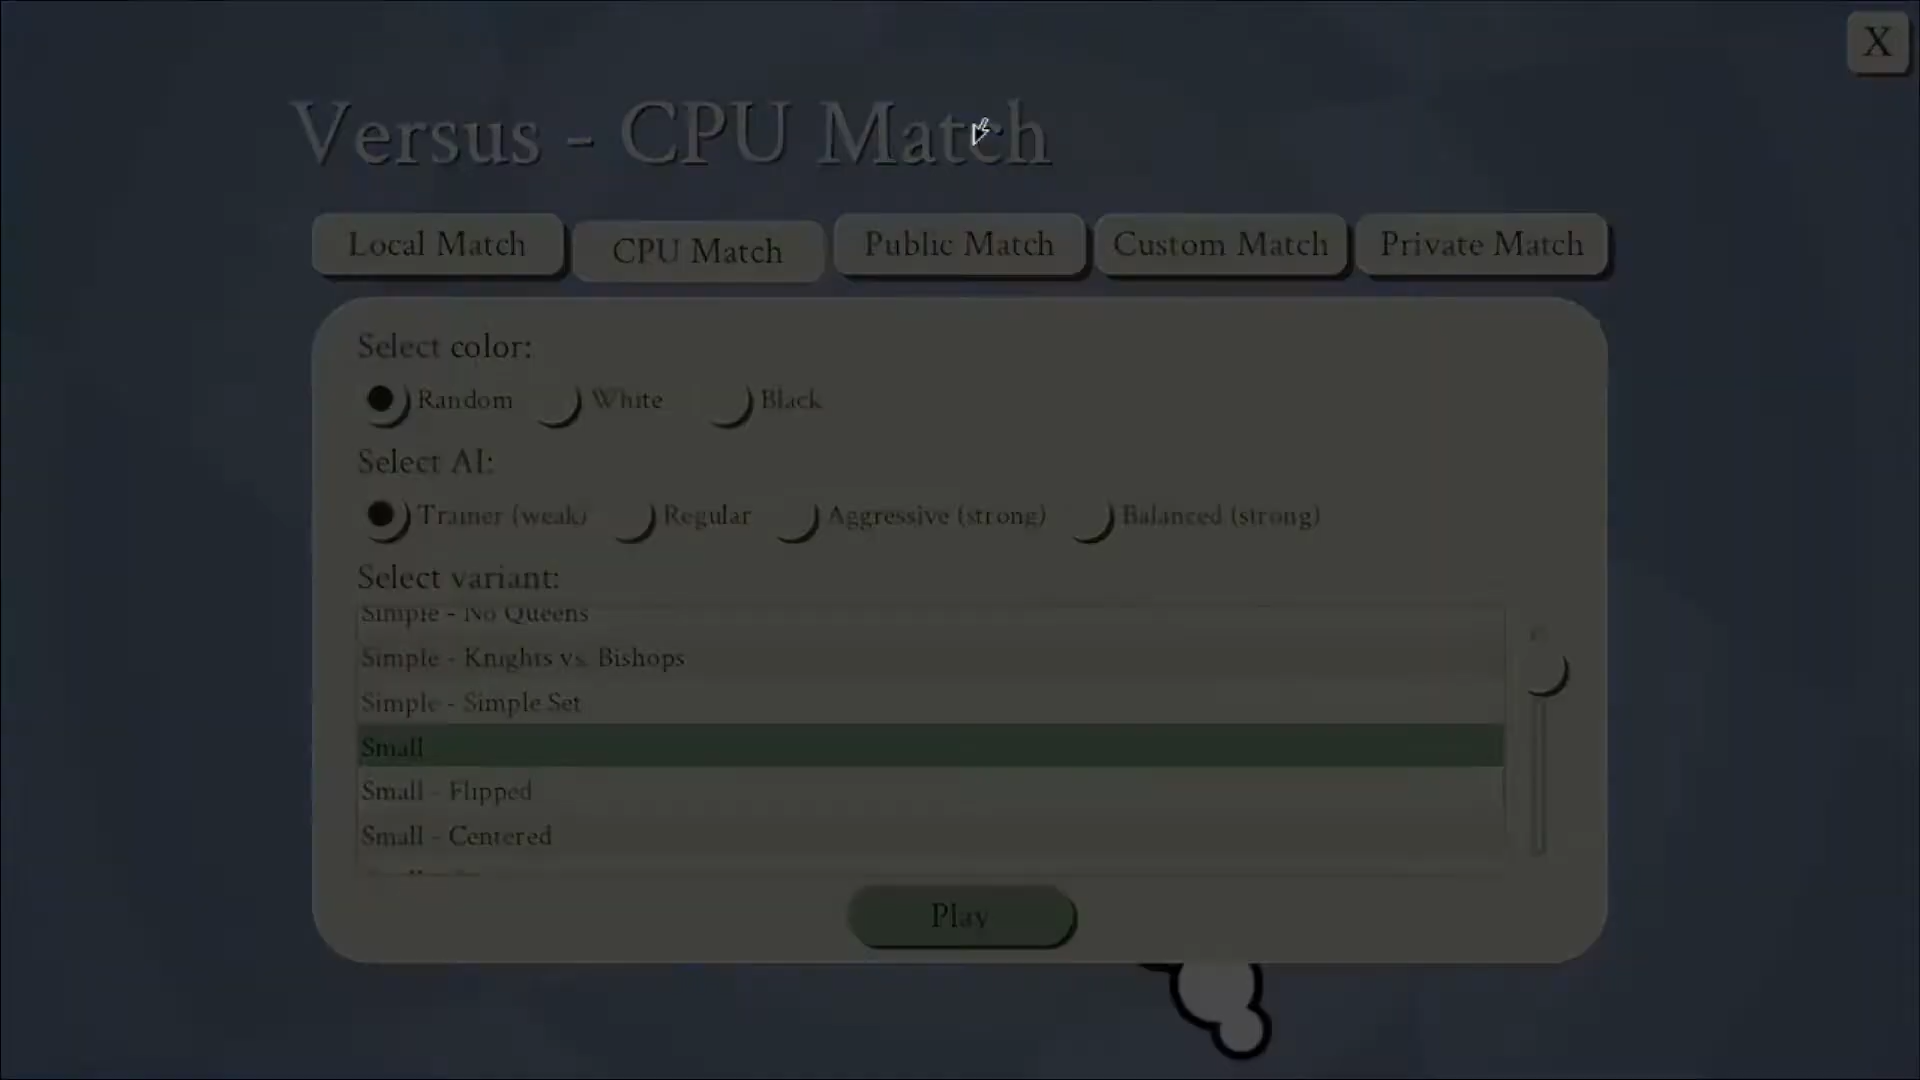 X
Versus - CPU Match
Local Match
CPU Match
Public Match
Custom Match
Private Match
Select color:
Random
White
Black
Select AI:
Trainer (weak)
Regular
Aggressive (strong)
Balanced (strong)
Select variant:
Simple - No Queens
Simple - Knights vs. Bishops
Simple - Simple Set
Small
Small - Flipped
Small - Centered
Play